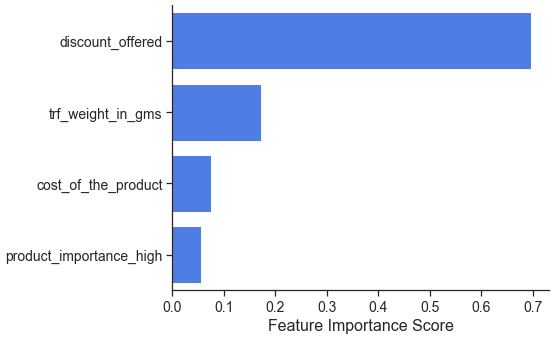 discount_offered
trf_weight_in_gms
cost_of_the_product
product_importance_high
0.0 0.1 0.2 0.3 0.4 0.5 0.6 0.7
Feature Importance Score